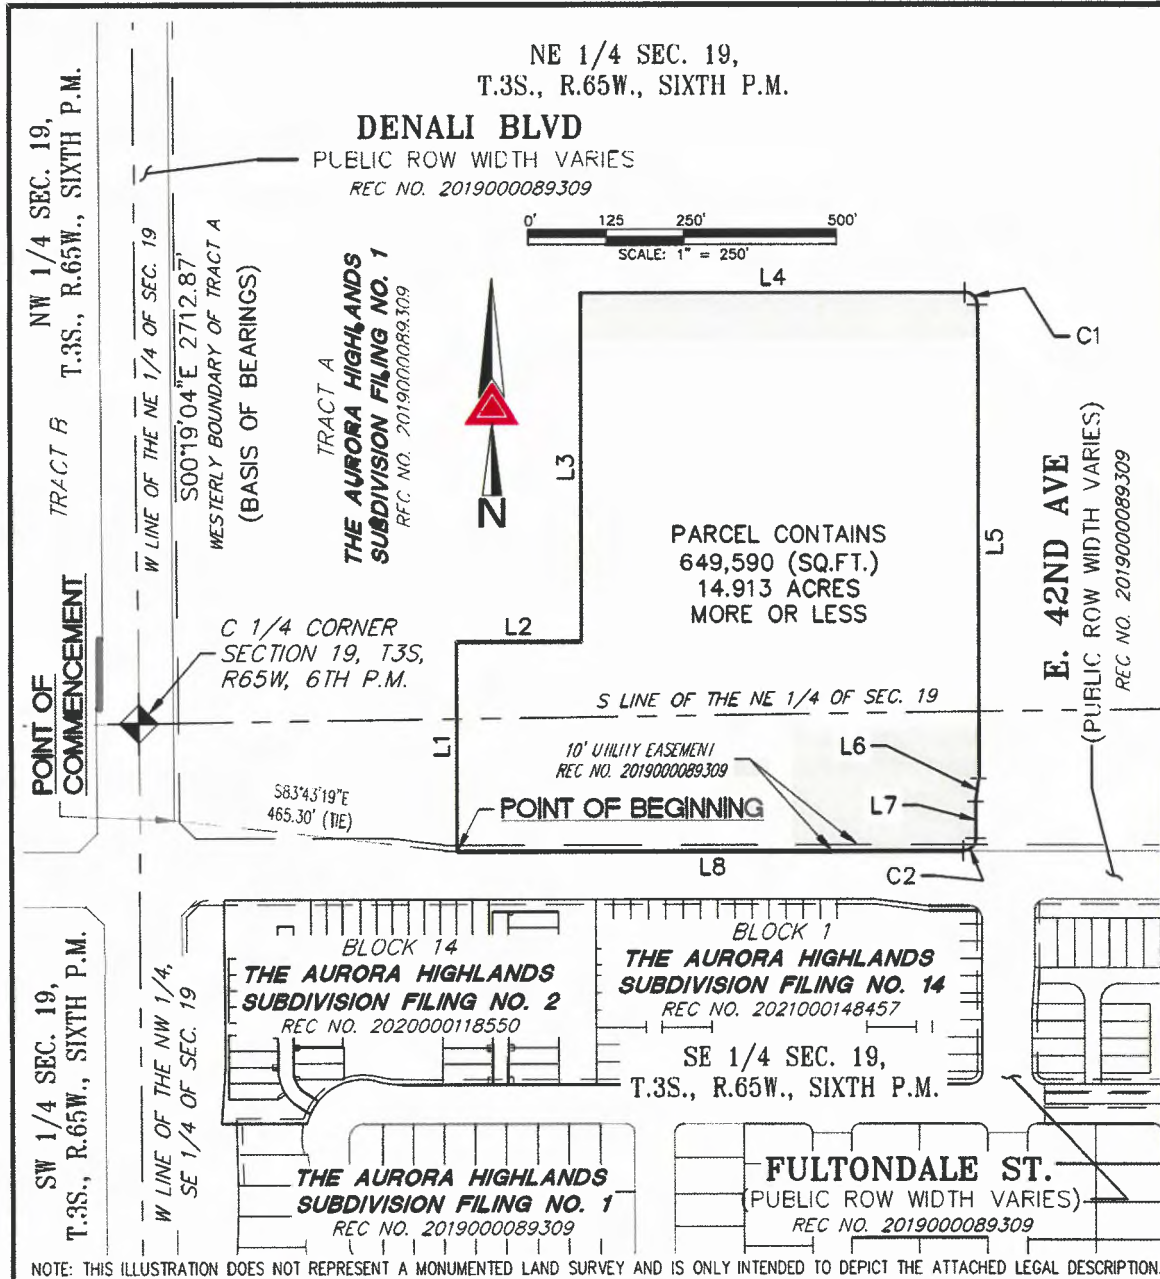 NE 1/4 SEC. 19,
T.3S., R.65W., SIXTH P.M.
DENALI BLVD
PUBLIC ROW WIDTH VARIES
REC NO. 2019000089309
NW 1/4 SEC. 19,
T.3S., R.65W., SIXTH P.M.
TRACT B
W LINE OF THE NE 1/4 OF SEC. 19
S00°19'04"E 2712.87'
WESTERLY BOUNDARY OF TRACT A
(BASIS OF BEARINGS)
TRACT A
THE AURORA HIGHLANDS
SUBDIVISION FILING NO. 1
REC NO. 2019000089309
0' 125 250' 500'
SCALE: 1" = 250'
L4
C1
L3
N
L5
PARCEL CONTAINS
649,590 (SQ.FT.)
14.913 ACRES
MORE OR LESS
E. 42ND AVE
(PUBLIC ROW WIDTH VARIES)
REC NO. 2019000089309
L2
C 1/4 CORNER
SECTION 19, T3S,
R65W, 6TH P.M.
POINT OF
COMMENCEMENT
S LINE OF THE NE 1/4 OF SEC. 19
L1
10' UTILITY EASEMENT
REC NO. 2019000089309
L6
L7
S83°43'19"E
465.30' (TIE)
POINT OF BEGINNING
L8
C2
SW 1/4 SEC. 19,
T.3S., R.65W., SIXTH P.M.
W LINE OF THE NW 1/4,
SE 1/4 OF SEC. 19
BLOCK 14
THE AURORA HIGHLANDS
SUBDIVISION FILING NO. 2
REC NO. 2020000118550
BLOCK 1
THE AURORA HIGHLANDS
SUBDIVISION FILING NO. 14
REC NO. 2021000148457
SE 1/4 SEC. 19,
T.3S., R.65W., SIXTH P.M.
THE AURORA HIGHLANDS
SUBDIVISION FILING NO. 1
REC NO. 2019000089309
FULTONDALE ST.
(PUBLIC ROW WIDTH VARIES)
REC NO. 2019000089309
NOTE: THIS ILLUSTRATION DOES NOT REPRESENT A MONUMENTED LAND SURVEY AND IS ONLY INTENDED TO DEPICT THE ATTACHED LEGAL DESCRIPTION.